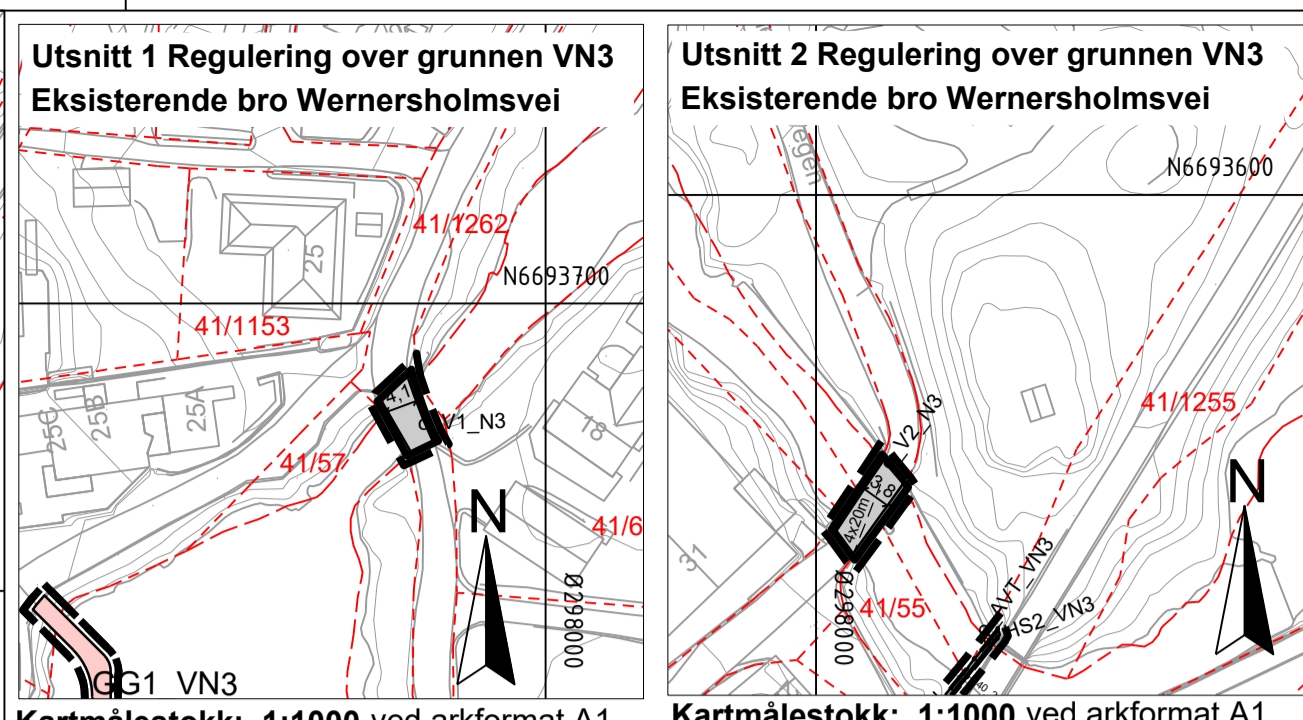 Utsnitt 1 Regulering over grunnen VN3
Eksisterende bro Wernersholmsvei
41/1262
25
N6693700
41/1153
4,1
V1_N3
25C
25B
25A
18
41/57
N
41/6
Ø298000
GG1_VN3
Kartmålestokk: 1:1000 ved arkformat A1
Utsnitt 2 Regulering over grunnen VN3
Eksisterende bro Wernersholmsvei
N6693600
41/1255
V2_N3
4x20m
31
N
AVT_VN3
HS2_VN3
41/55
Ø298000
Kartmålestokk: 1:1000 ved arkformat A1